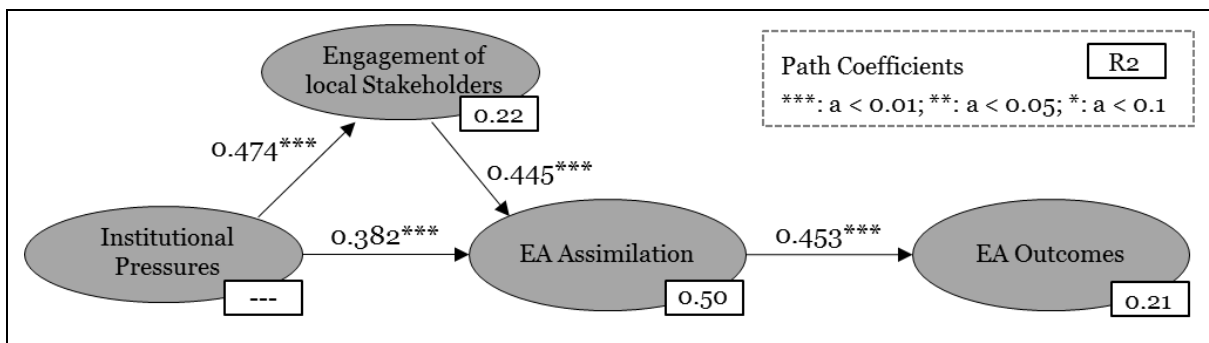 Engagement of
local Stakeholders
0.22
Path Coefficients
R2
***: a < 0.01; **: a < 0.05; *: a < 0.1
0.474***
0.445***
Institutional
Pressures
---
0.382***
EA Assimilation
0.50
0.453***
EA Outcomes
0.21